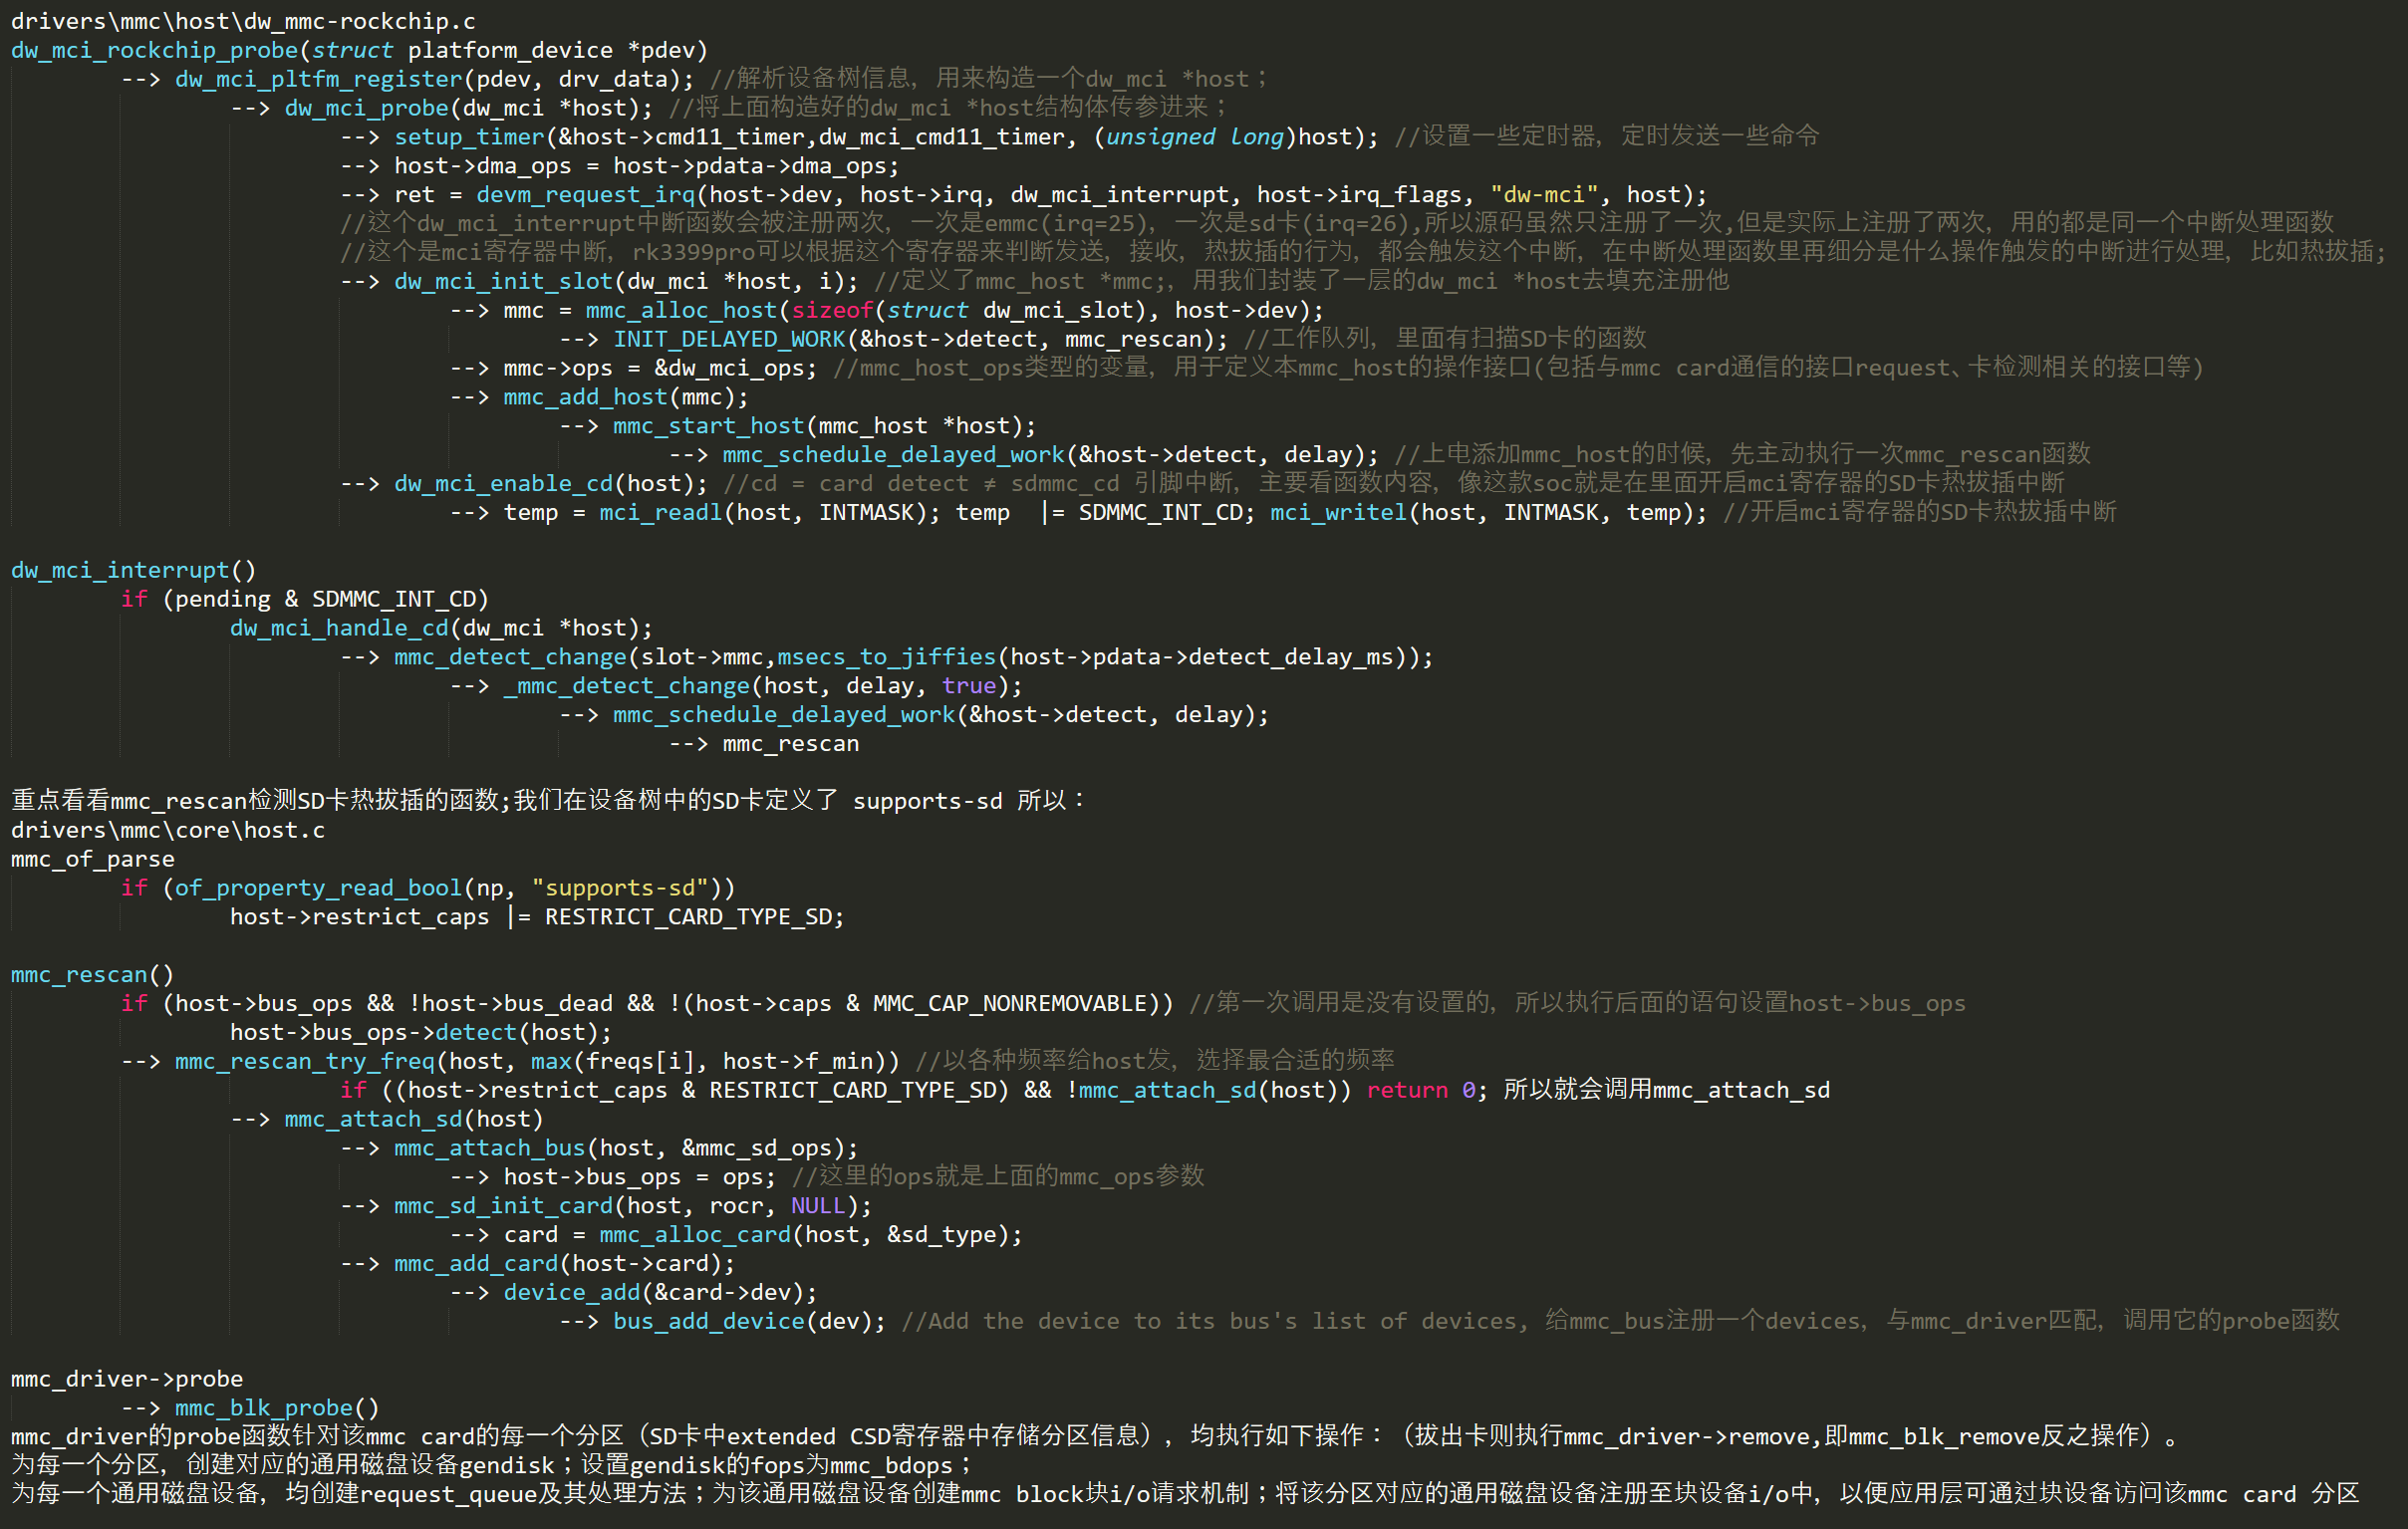 drivers\mmc\host\dw_mmc-rockchip.c
dw_mci_rockchip_probe(struct platform_device *pdev)
--> dw_mci_pltfm_register(pdev, drv_data); //解析设备树信息, 用来构造一个dw_mci *host；
--> dw_mci_probe(dw_mci *host); //将上面构造好的dw_mci *host结构体传参进来；
--> setup_timer(&host->cmd11_timer,dw_mci_cmd11_timer, (unsigned long)host); //设置一些定时器, 定时发送一些命令
--> host->dma_ops = host->pdata->dma_ops;
--> ret = devm_request_irq(host->dev, host->irq, dw_mci_interrupt, host->irq_flags, "dw-mci", host);
//这个dw_mci_interrupt中断函数会被注册两次, 一次是emmc(irq=25), 一次是sd卡(irq=26),所以源码虽然只注册了一次,但是实际上注册了两次, 用的都是同一个中断处理函数
//这个是mci寄存器中断, rk3399pro可以根据这个寄存器来判断发送, 接收, 热拔插的行为, 都会触发这个中断, 在中断处理函数里再细分是什么操作触发的中断进行处理, 比如热拔插;
--> dw_mci_init_slot(dw_mci *host, i); //定义了mmc_host *mmc;, 用我们封装了一层的dw_mci *host去填充注册他
--> mmc = mmc_alloc_host(sizeof(struct dw_mci_slot), host->dev);
--> INIT_DELAYED_WORK(&host->detect, mmc_rescan); //工作队列, 里面有扫描SD卡的函数
--> mmc->ops = &dw_mci_ops; //mmc_host_ops类型的变量, 用于定义本mmc_host的操作接口(包括与mmc card通信的接口request、卡检测相关的接口等)
--> mmc_add_host(mmc);
--> mmc_start_host(mmc_host *host);
--> mmc_schedule_delayed_work(&host->detect, delay); //上电添加mmc_host的时候, 先主动执行一次mmc_rescan函数
--> dw_mci_enable_cd(host); //cd = card detect ≠ sdmmc_cd 引脚中断, 主要看函数内容, 像这款soc就是在里面开启mci寄存器的SD卡热拔插中断
--> temp = mci_readl(host, INTMASK); temp  |= SDMMC_INT_CD; mci_writel(host, INTMASK, temp); //开启mci寄存器的SD卡热拔插中断
dw_mci_interrupt()
if (pending & SDMMC_INT_CD)
dw_mci_handle_cd(dw_mci *host);
--> mmc_detect_change(slot->mmc,msecs_to_jiffies(host->pdata->detect_delay_ms));
--> _mmc_detect_change(host, delay, true);
--> mmc_schedule_delayed_work(&host->detect, delay);
--> mmc_rescan
重点看看mmc_rescan检测SD卡热拔插的函数;我们在设备树中的SD卡定义了 supports-sd 所以：
drivers\mmc\core\host.c
mmc_of_parse
if (of_property_read_bool(np, "supports-sd"))
host->restrict_caps |= RESTRICT_CARD_TYPE_SD;
mmc_rescan()
if (host->bus_ops && !host->bus_dead && !(host->caps & MMC_CAP_NONREMOVABLE)) //第一次调用是没有设置的, 所以执行后面的语句设置host->bus_ops
host->bus_ops->detect(host);
--> mmc_rescan_try_freq(host, max(freqs[i], host->f_min)) //以各种频率给host发, 选择最合适的频率
if ((host->restrict_caps & RESTRICT_CARD_TYPE_SD) && !mmc_attach_sd(host)) return 0; 所以就会调用mmc_attach_sd
--> mmc_attach_sd(host)
--> mmc_attach_bus(host, &mmc_sd_ops);
--> host->bus_ops = ops; //这里的ops就是上面的mmc_ops参数
--> mmc_sd_init_card(host, rocr, NULL);
--> card = mmc_alloc_card(host, &sd_type);
--> mmc_add_card(host->card);
--> device_add(&card->dev);
--> bus_add_device(dev); //Add the device to its bus's list of devices, 给mmc_bus注册一个devices, 与mmc_driver匹配, 调用它的probe函数
mmc_driver->probe
--> mmc_blk_probe()
mmc_driver的probe函数针对该mmc card的每一个分区（SD卡中extended CSD寄存器中存储分区信息）, 均执行如下操作：（拔出卡则执行mmc_driver->remove,即mmc_blk_remove反之操作）。
为每一个分区, 创建对应的通用磁盘设备gendisk；设置gendisk的fops为mmc_bdops；
为每一个通用磁盘设备, 均创建request_queue及其处理方法；为该通用磁盘设备创建mmc block块i/o请求机制；将该分区对应的通用磁盘设备注册至块设备i/o中, 以便应用层可通过块设备访问该mmc card 分区